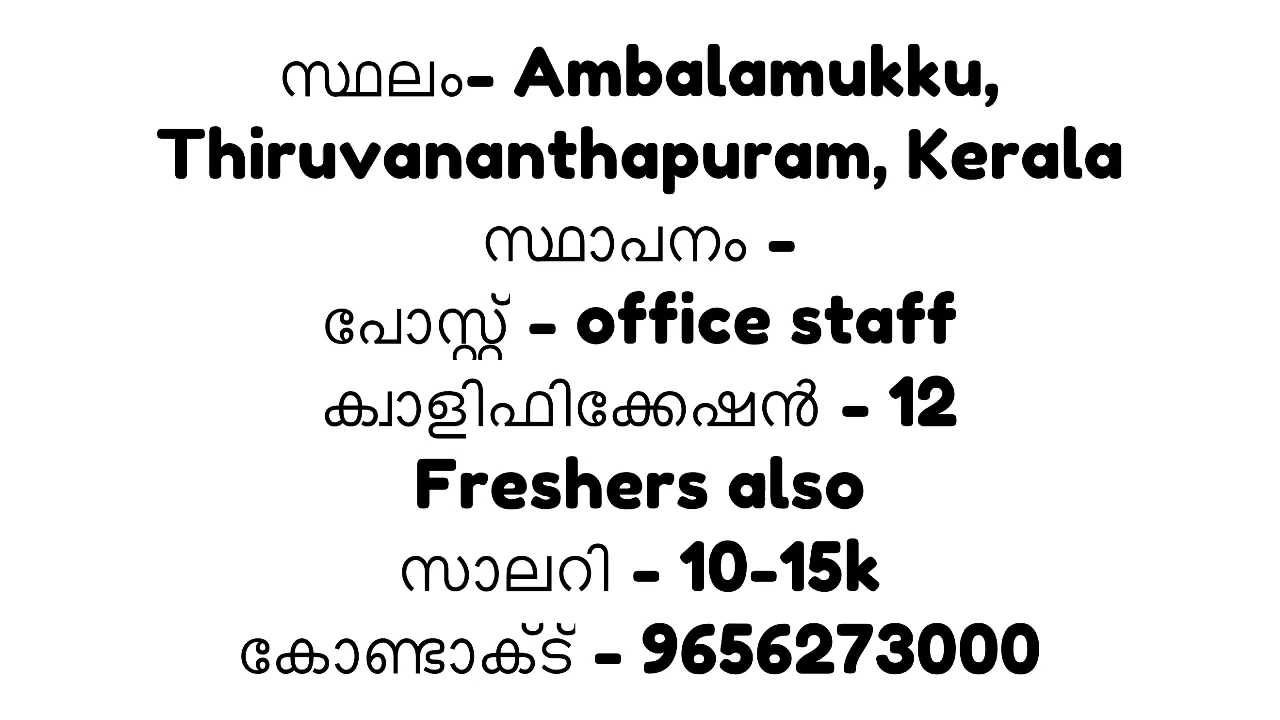 സ്ഥലം- Ambalamukku,
Thiruvananthapuram, Kerala
സ്ഥാപനം -
പോസ്റ്റ് - office staff
ക്വാളിഫിക്കേഷൻ - 12
Freshers also
സാലറി - 10-15k
കോണ്ടാക്ട് - 9656273000